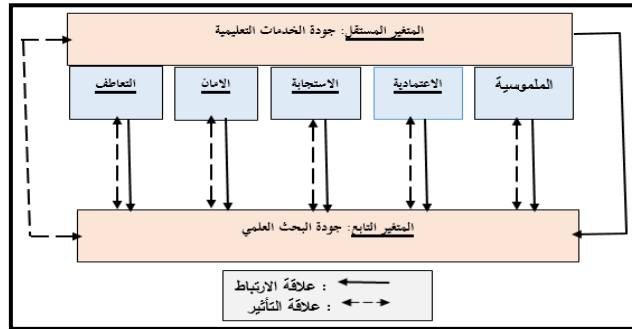 المتغير المستقل: جودة الخدمات التعليمية
الملموسية
الاعتمادية
الاستجابة
الامان
التعاطف
المتغير التابع: جودة البحث العلمي
: علاقة الارتباط
: علاقة التأثير